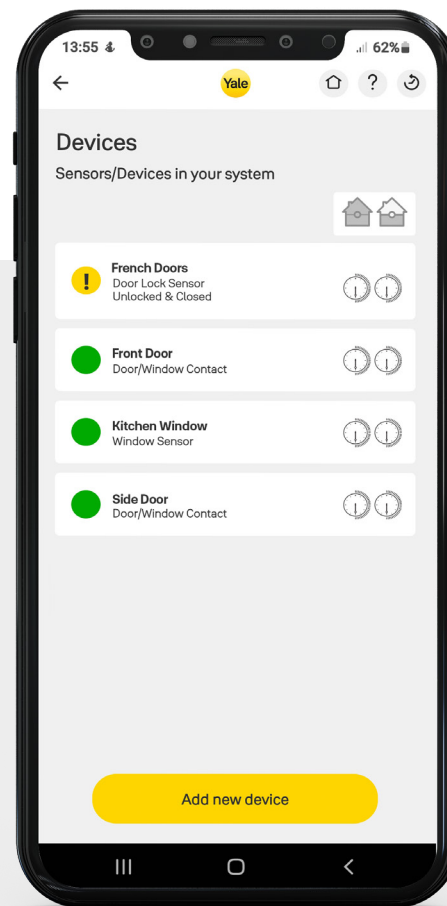 13:55
62%
Yale
?
Devices
Sensors/Devices in your system
!
French Doors
Door Lock Sensor
Unlocked & Closed
Front Door
Door/Window Contact
Kitchen Window
Window Sensor
Side Door
Door/Window Contact
Add new device